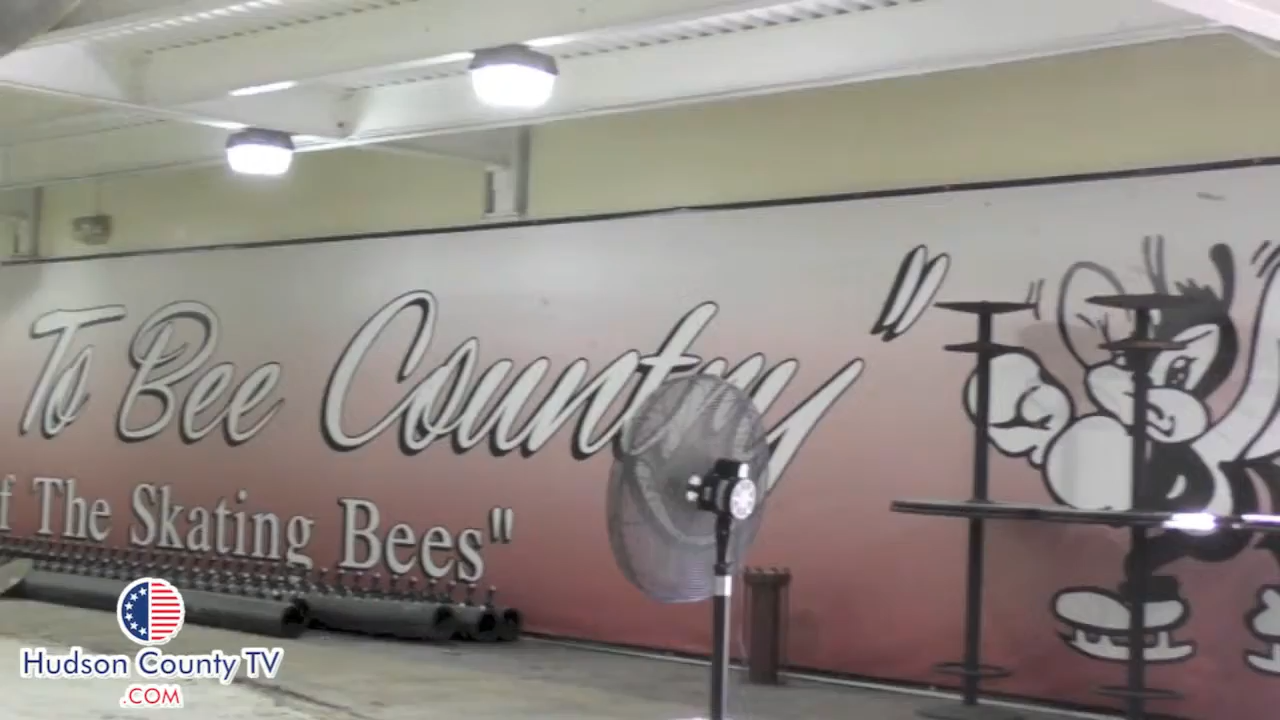 To Bee Country"
f The Skating Bees"
Hudson County TV
.COM